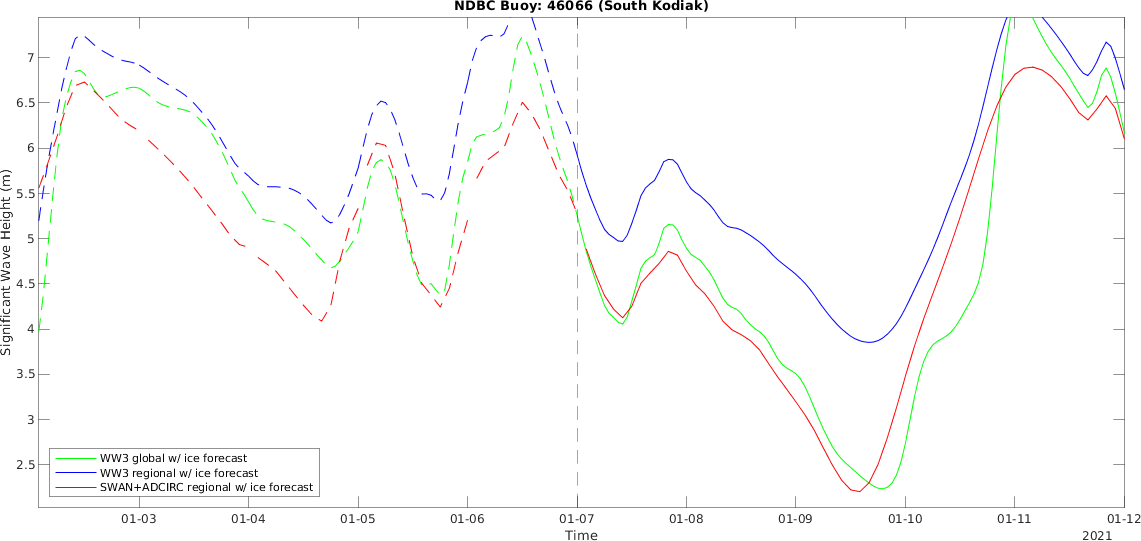 NDBC Buoy: 46066 (South Kodiak)
Significant Wave Height (m)
7
6.5
6
5.5
5
4.5
4
3.5
3
2.5
WW3 global w/ ice forecast
WW3 regional w/ ice forecast
SWAN+ADCIRC regional w/ ice forecast
01-03 01-04 01-05 01-06 01-07 01-08 01-09 01-10 01-11 01-12
Time
2021